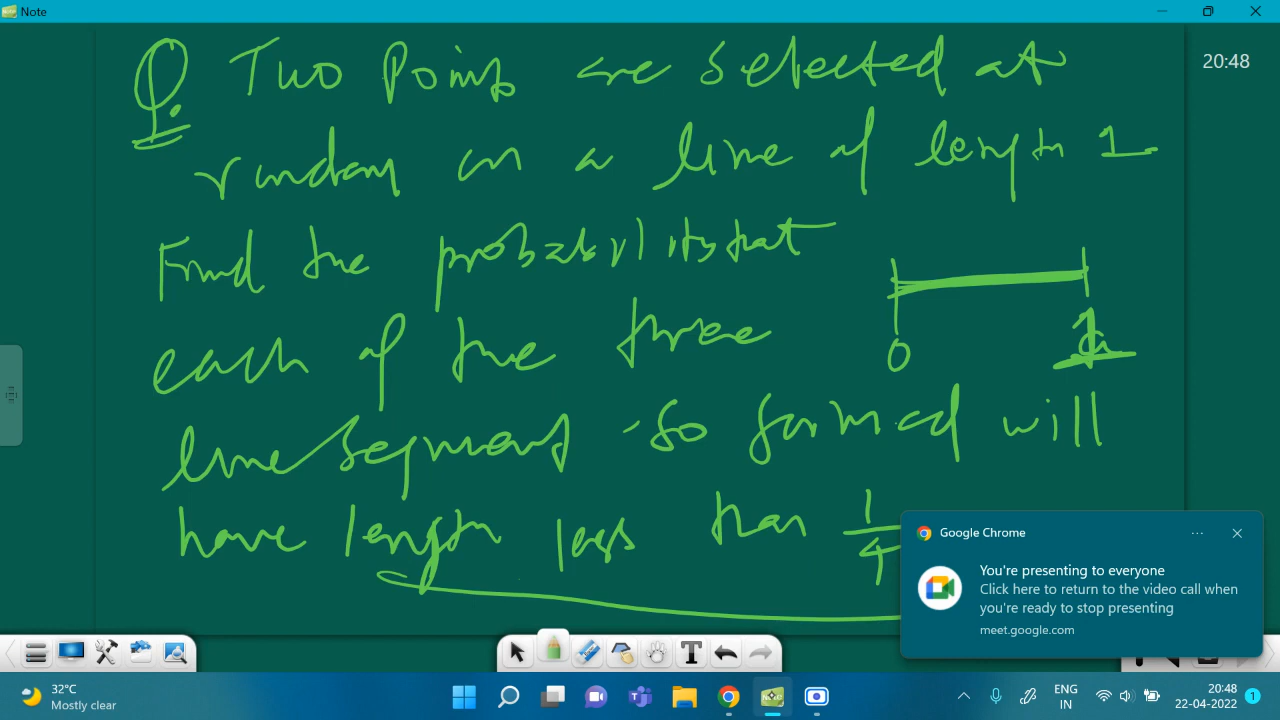 Note
20:48
Q. Two Points are selected at
random on a line of length 1
Find the probability that
each of the three
line segments so formed will
have length less than 1/4
0
1
Google Chrome
You're presenting to everyone
Click here to return to the video call when
you're ready to stop presenting
meet.google.com
T
32°C
Mostly clear
ENG
IN
20:48
22-04-2022
1